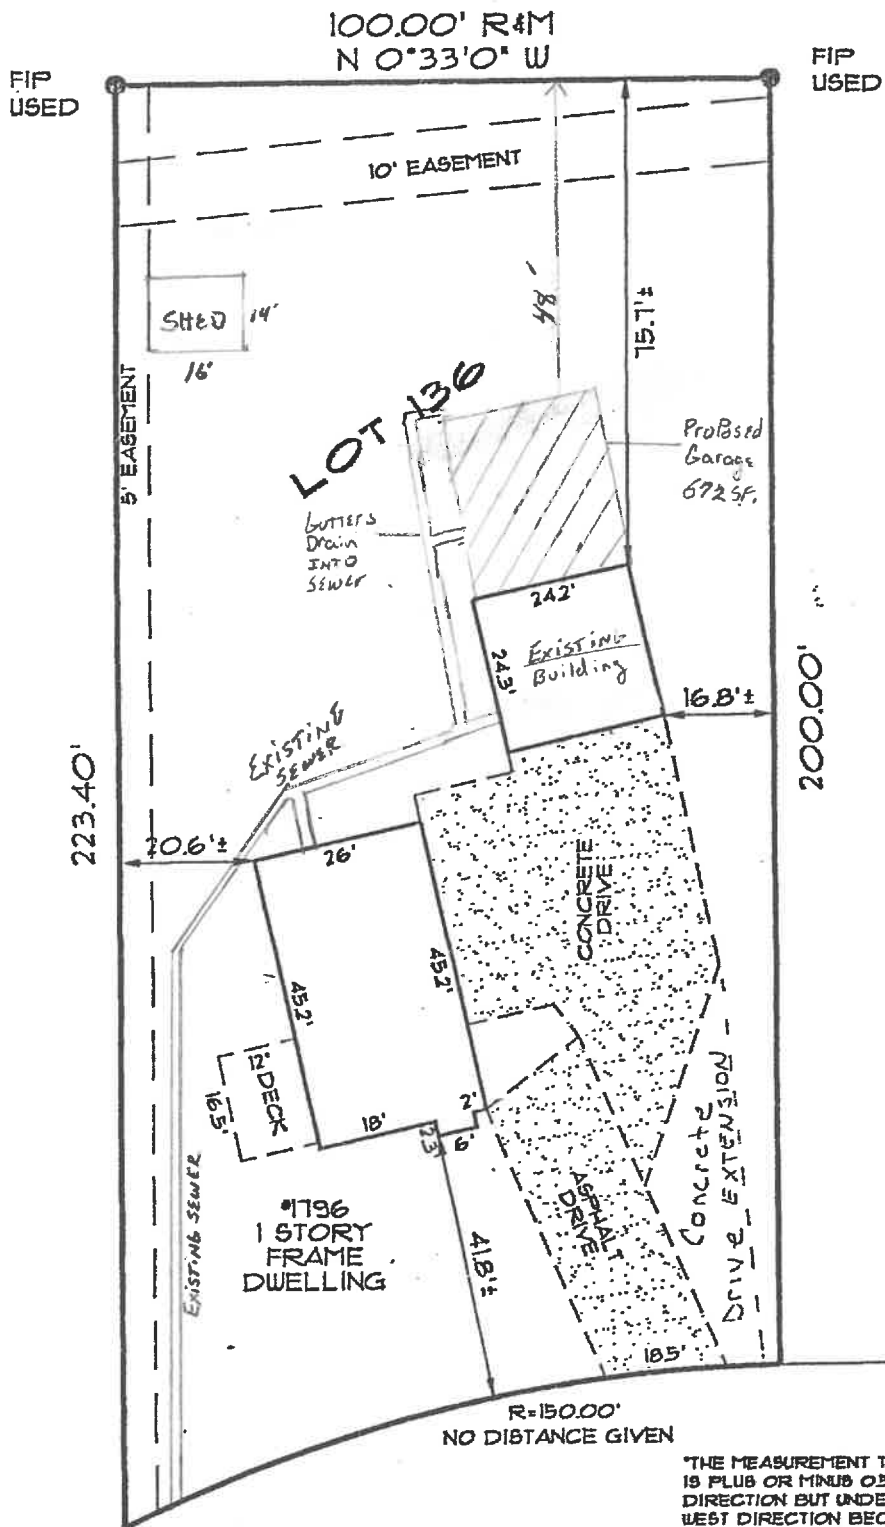 100.00' R&M
N 0°33'0" W
FIP
USED
FIP
USED
10' EASEMENT
SHED
14'
16'
5' EASEMENT
48'
75.7'±
LOT 136
Proposed
Garage
672 SF.
Gutters
Drain
INTO
Sewer
24.2'
24.3'
EXISTING
Building
16.8'±
200.00'
EXISTING
SEWER
223.40'
20.6'±
26'
CONCRETE
DRIVE
45.2'
45.2'
12'
DECK
16.5'
18'
2'
6'
2.3'
EXISTING SEWER
#1796
1 STORY
FRAME
DWELLING
41.8'±
ASPHALT
DRIVE
Concrete
Drive EXTENSION
18.5'
R=150.00'
NO DISTANCE GIVEN
"THE MEASUREMENT
IS PLUS OR MINUS
DIRECTION BUT
WEST DIRECTION